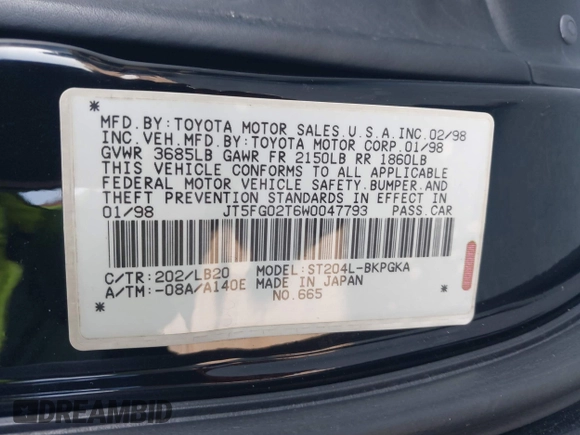 *
MFD.BY:TOYOTA MOTOR SALES.U.S.A.INC.02/98
INC.VEH.MFD.BY:TOYOTA MOTOR CORP.01/98
GVWR 3685LB GAWR FR 2150LB RR 1860LB
THIS VEHICLE CONFORMS TO ALL APPLICABLE
FEDERAL MOTOR VEHICLE SAFETY.BUMPER.AND
THEFT PREVENTION STANDARDS IN EFFECT IN
01/98 JT5FG02T6W0047793 PASS.CAR
C/TR:202/LB20 MODEL:ST204L-BKPGKA
A/TM:-08A/A140E MADE IN JAPAN
* NO.665 *
DREAMBID